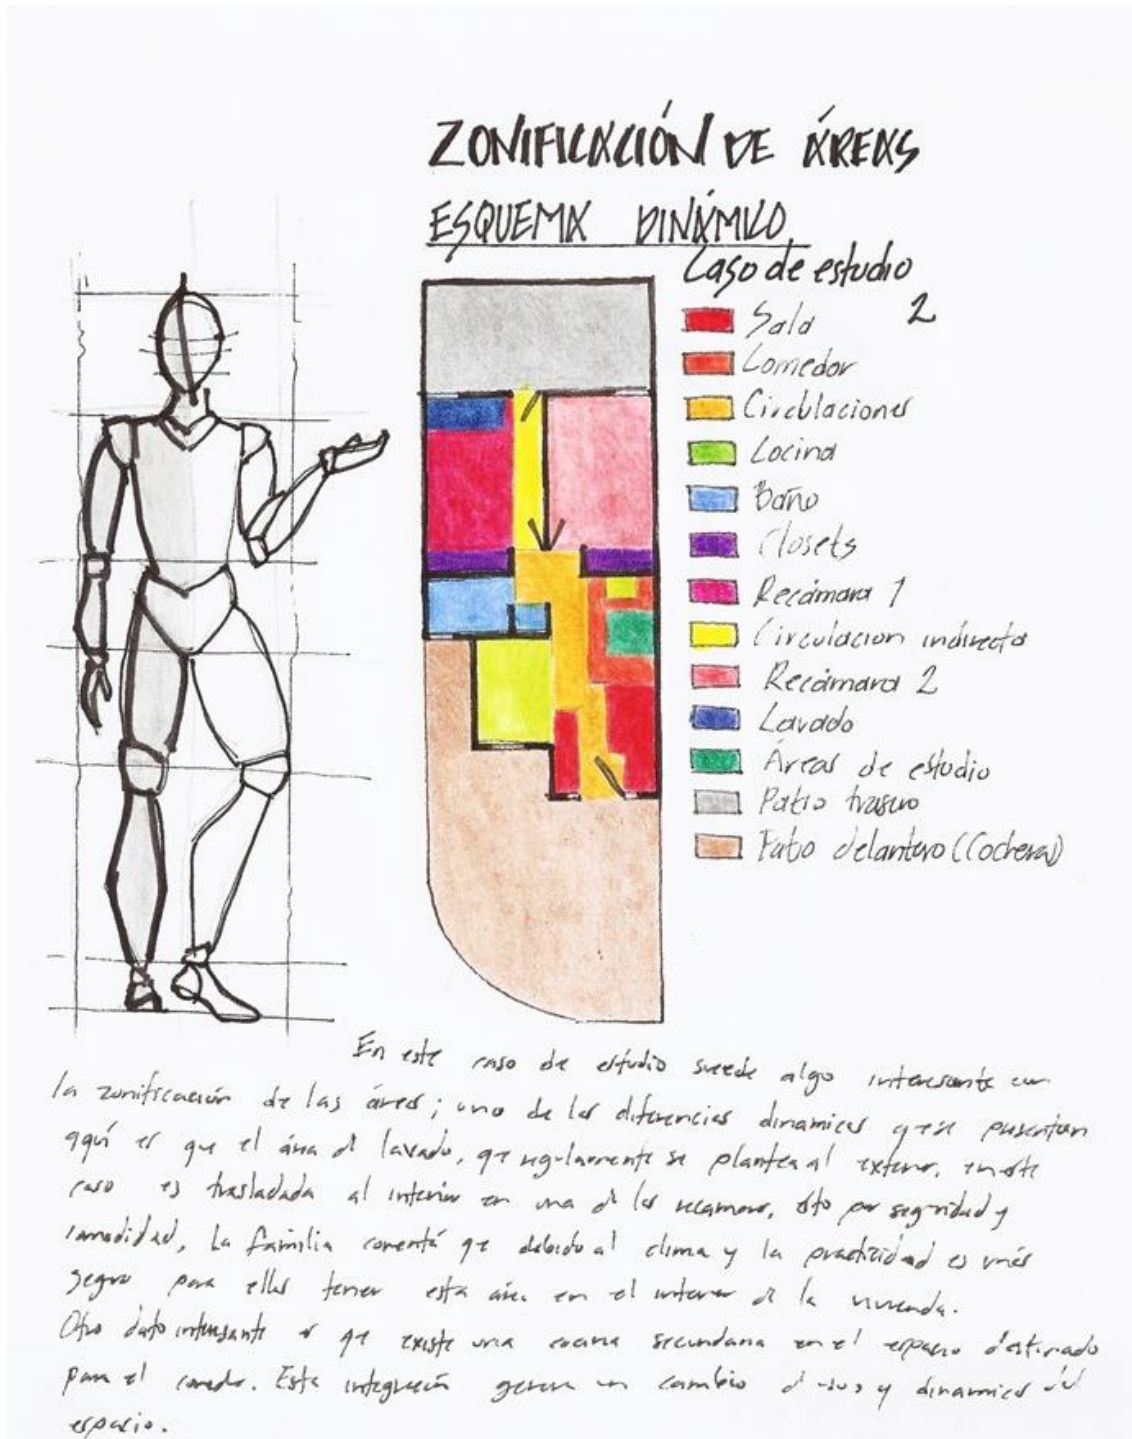 ZONIFICACIÓN DE ÁREAS
ESQUEMA DINÁMICO
Caso de estudio
2
Sala
Comedor
Circulaciones
Cocina
Baño
Closets
Recámara 1
Circulacion indirecta
Recámara 2
Lavado
Áreas de estudio
Patio trasero
Patio delantero (Cochera)
En este caso de estudio sucede algo interesante con
la zonificación de las áreas; una de las diferencias dinamicas que se presentan
aquí es que el área de lavado, que regularmente se plantea al exterior, en este
caso es trasladada al interior en una de las recamaras, esto por seguridad y
comodidad, La familia comentá que debido al clima y la practicidad es más
seguro para ellos tener esta área en el interior de la vivienda.
Otro dato interesante es que existe una cocina secundaria en el espacio destinado
para el comedor. Esta integración genera un cambio de usos y dinamicas del
espacio.